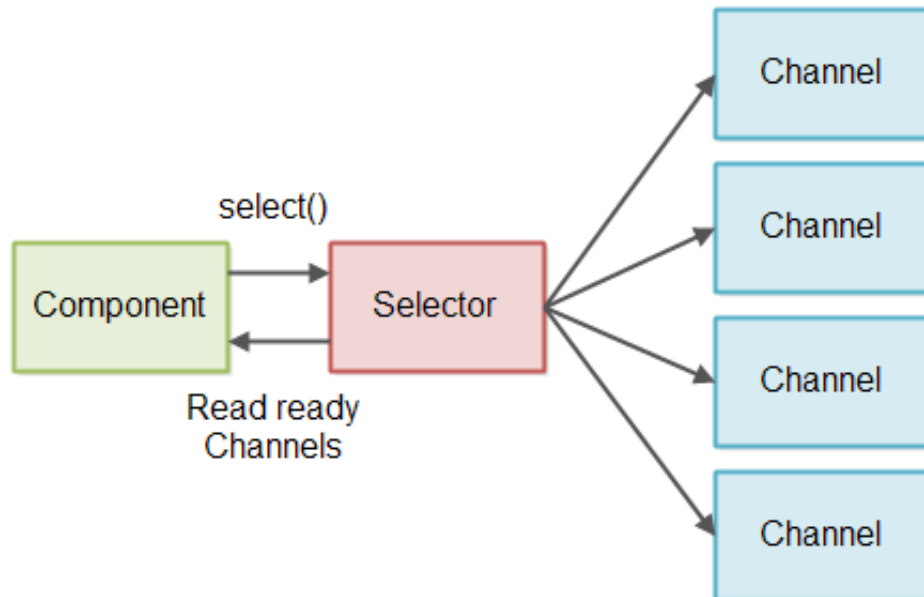 select()
Component
Selector
Read ready
Channels
Channel
Channel
Channel
Channel